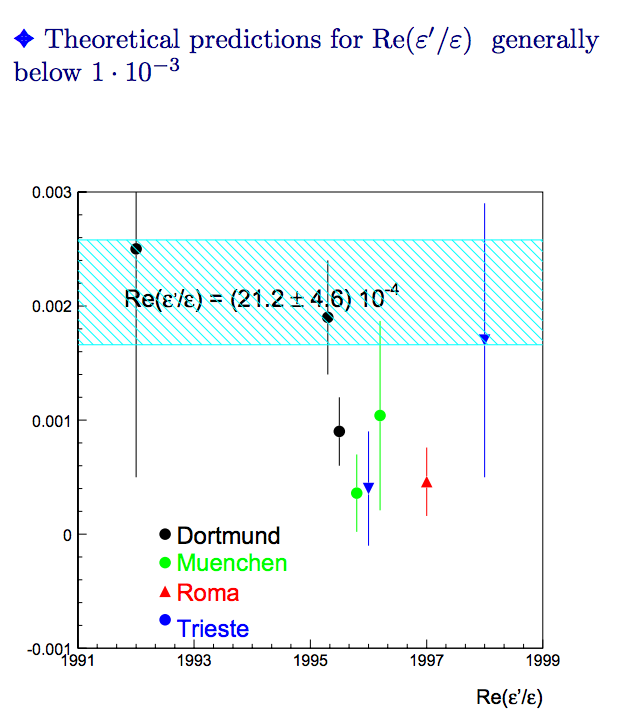 ✦ Theoretical predictions for Re(ε′/ε) generally
below 1 · 10⁻³
0.003
Re(ε'/ε) = (21.2 ± 4.6) 10⁻⁴
0.002
0.001
0
Dortmund
Muenchen
Roma
Trieste
-0.001
1991 1993 1995 1997 1999
Re(ε'/ε)